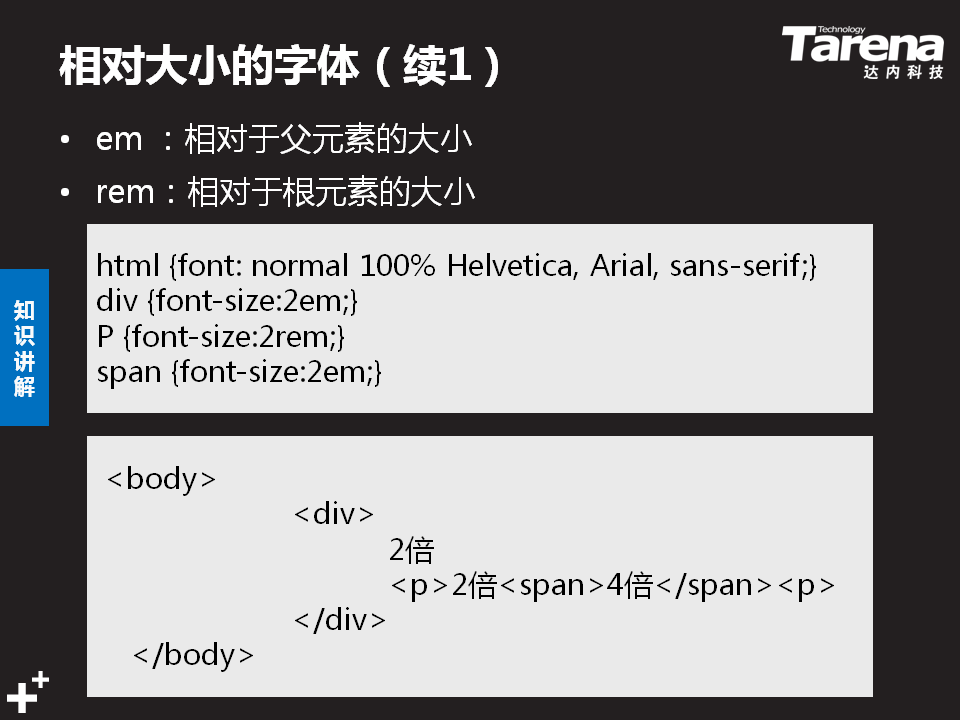 相对大小的字体（续1）
Technology
Tarena
达内科技
• em ：相对于父元素的大小
• rem：相对于根元素的大小
知识讲解
html {font: normal 100% Helvetica, Arial, sans-serif;}
div {font-size:2em;}
P {font-size:2rem;}
span {font-size:2em;}
<body>
<div>
2倍
<p>2倍<span>4倍</span><p>
</div>
</body>